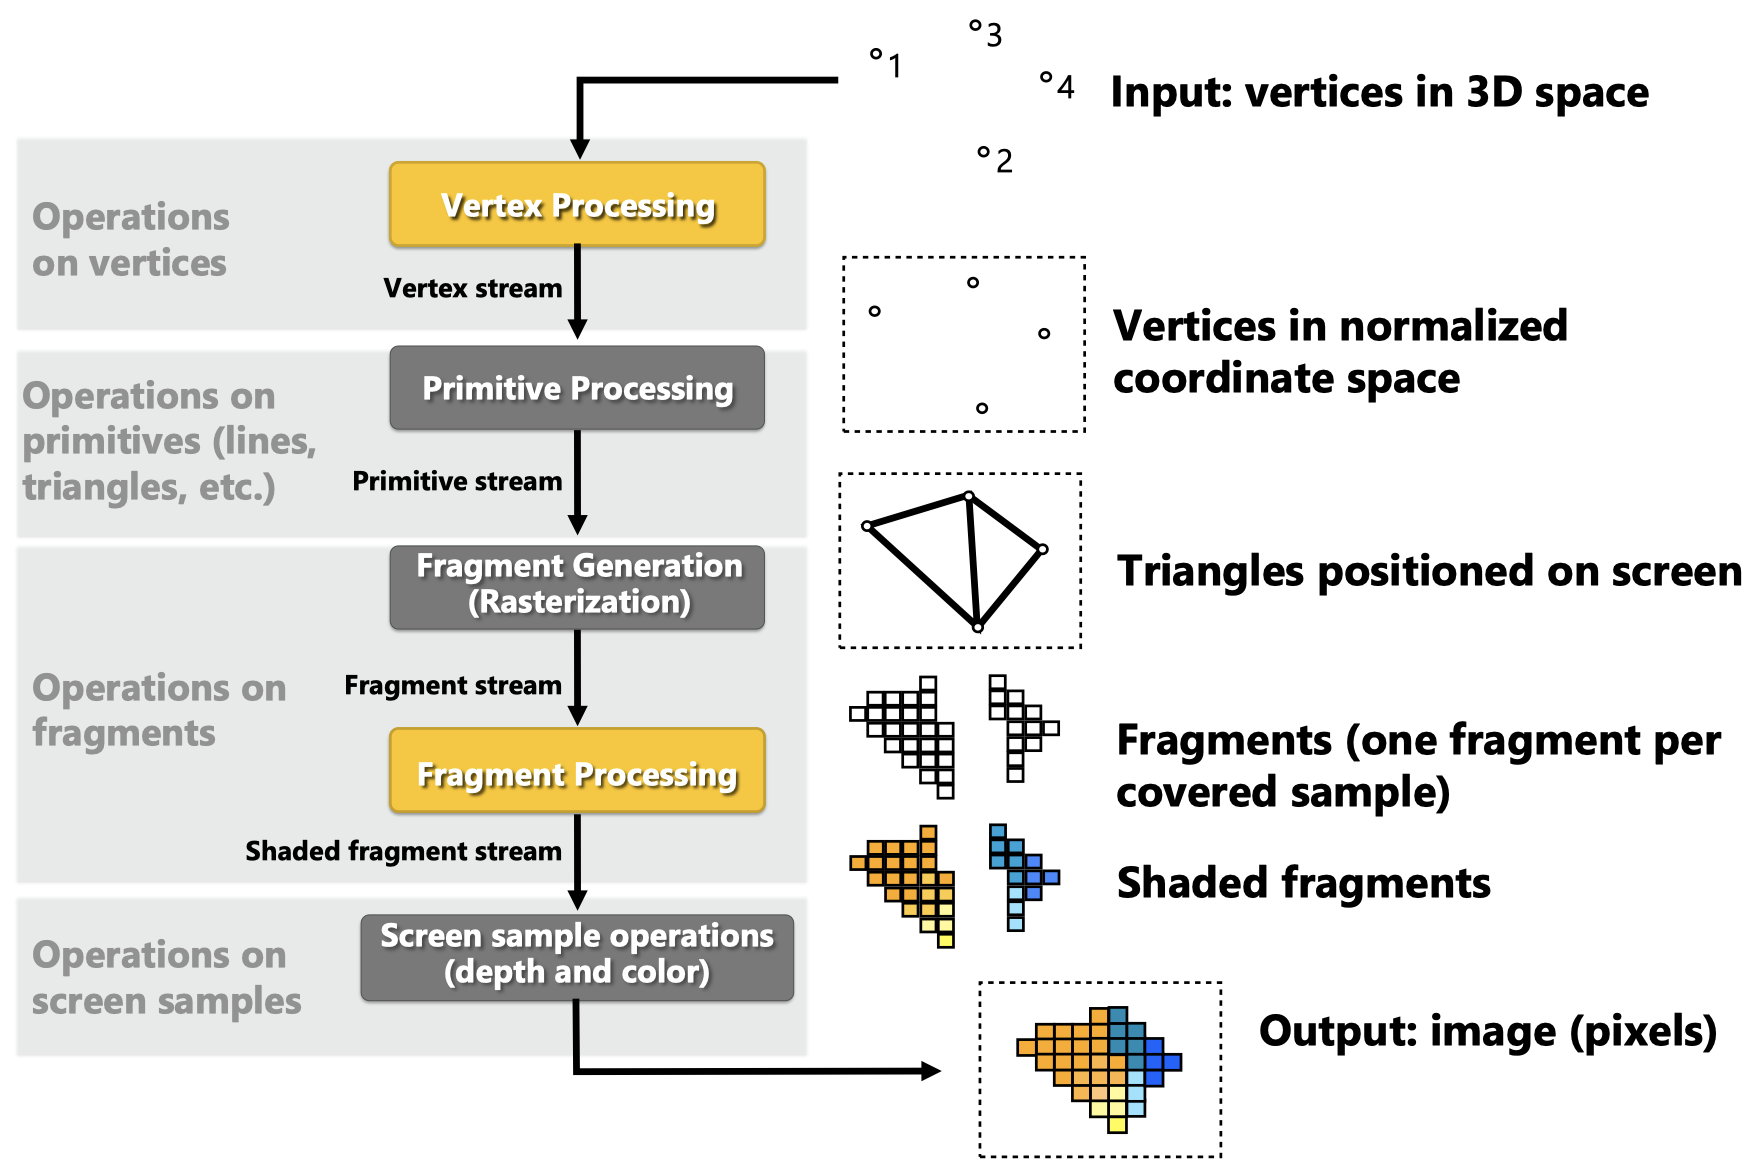 1
3
4
2
Input: vertices in 3D space
Operations
on vertices
Vertex Processing
Vertex stream
Vertices in normalized
coordinate space
Operations on
primitives (lines,
triangles, etc.)
Primitive Processing
Primitive stream
Triangles positioned on screen
Operations on
fragments
Fragment Generation
(Rasterization)
Fragment stream
Fragments (one fragment per
covered sample)
Fragment Processing
Shaded fragment stream
Shaded fragments
Operations on
screen samples
Screen sample operations
(depth and color)
Output: image (pixels)